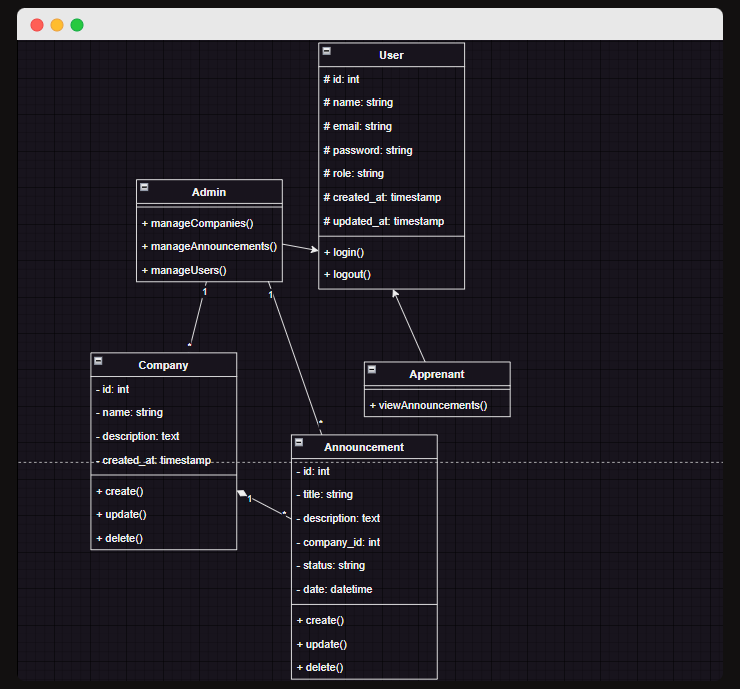 User
# id: int
# name: string
# email: string
# password: string
# role: string
# created_at: timestamp
# updated_at: timestamp
+ login()
+ logout()
Admin
+ manageCompanies()
+ manageAnnouncements()
+ manageUsers()
1
1
*
*
Company
- id: int
- name: string
- description: text
- created_at: timestamp
+ create()
+ update()
+ delete()
1
*
Apprenant
+ viewAnnouncements()
Announcement
- id: int
- title: string
- description: text
- company_id: int
- status: string
- date: datetime
+ create()
+ update()
+ delete()